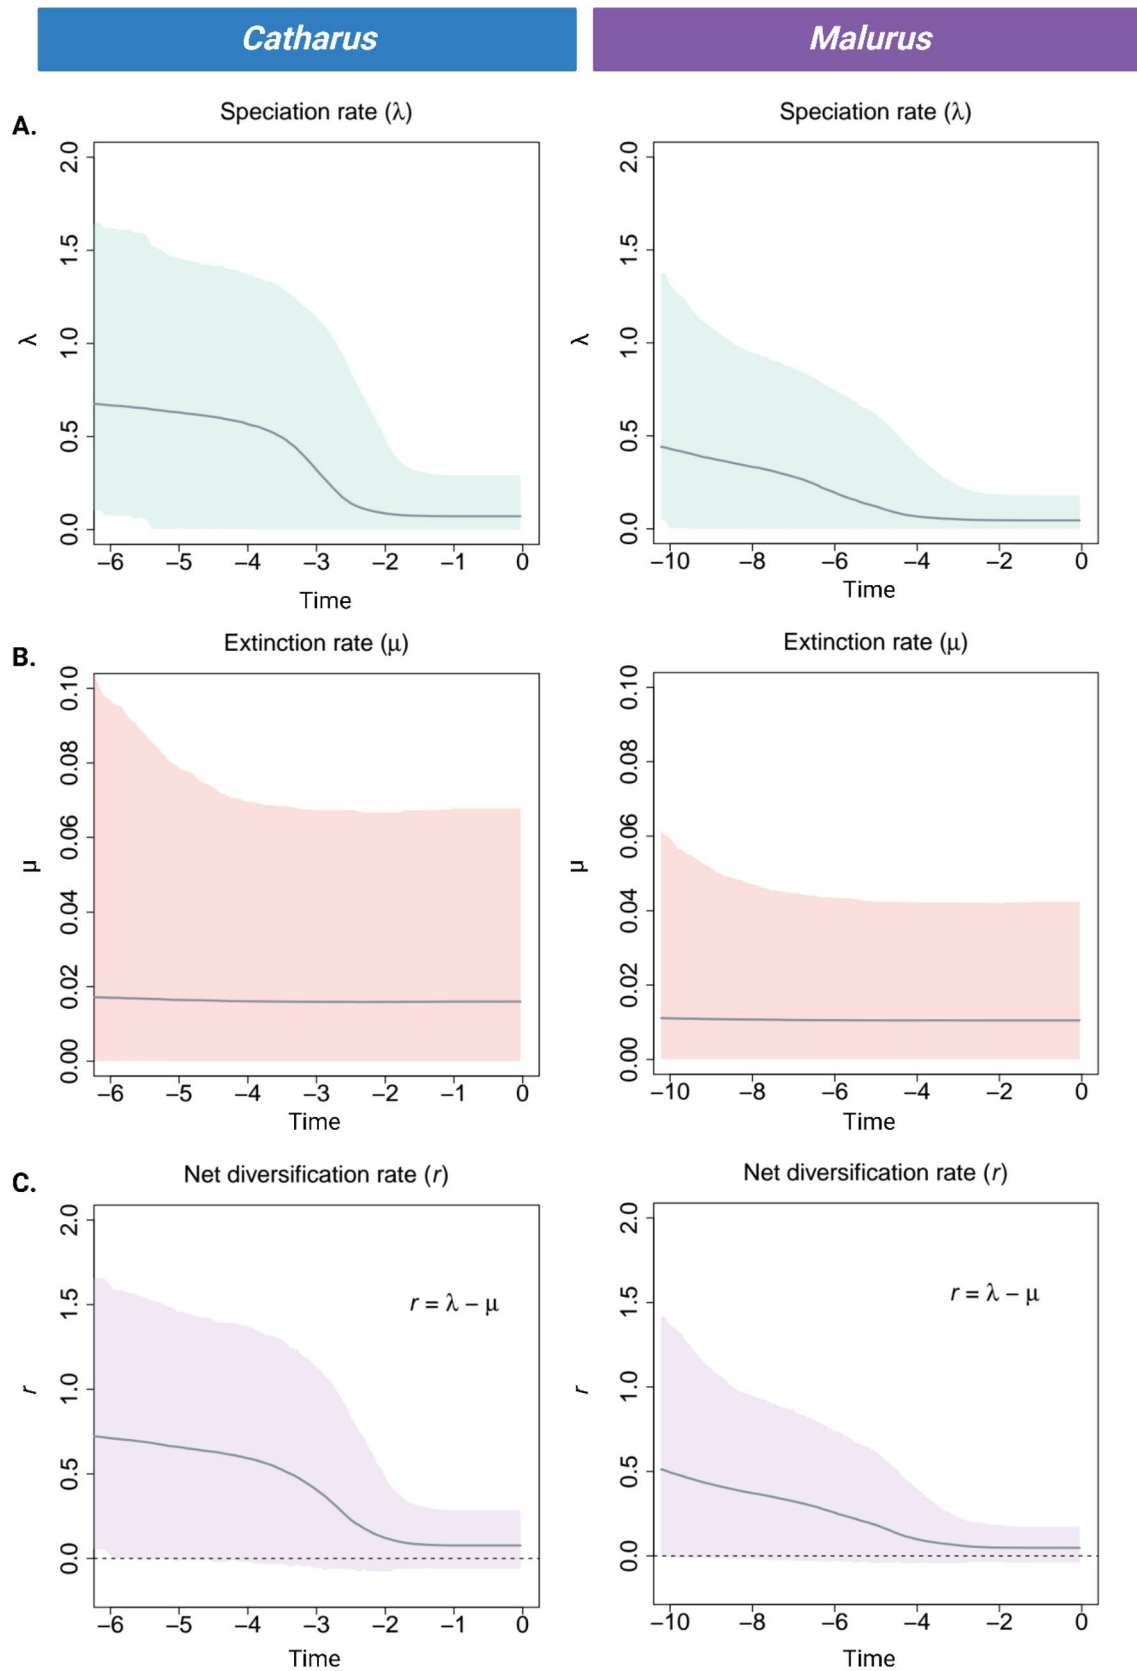 Catharus
Malurus
A.
Speciation rate (λ)
Speciation rate (λ)
λ
2.0
1.5
1.0
0.5
0.0
−6 −5 −4 −3 −2 −1 0
Time
λ
2.0
1.5
1.0
0.5
0.0
−10 −8 −6 −4 −2 0
Time
B.
Extinction rate (μ)
Extinction rate (μ)
μ
0.10
0.08
0.06
0.04
0.02
0.00
−6 −5 −4 −3 −2 −1 0
Time
μ
0.10
0.08
0.06
0.04
0.02
0.00
−10 −8 −6 −4 −2 0
Time
C.
Net diversification rate (r)
Net diversification rate (r)
r
2.0
1.5
1.0
0.5
0.0
r = λ − μ
−6 −5 −4 −3 −2 −1 0
Time
r
2.0
1.5
1.0
0.5
0.0
r = λ − μ
−10 −8 −6 −4 −2 0
Time